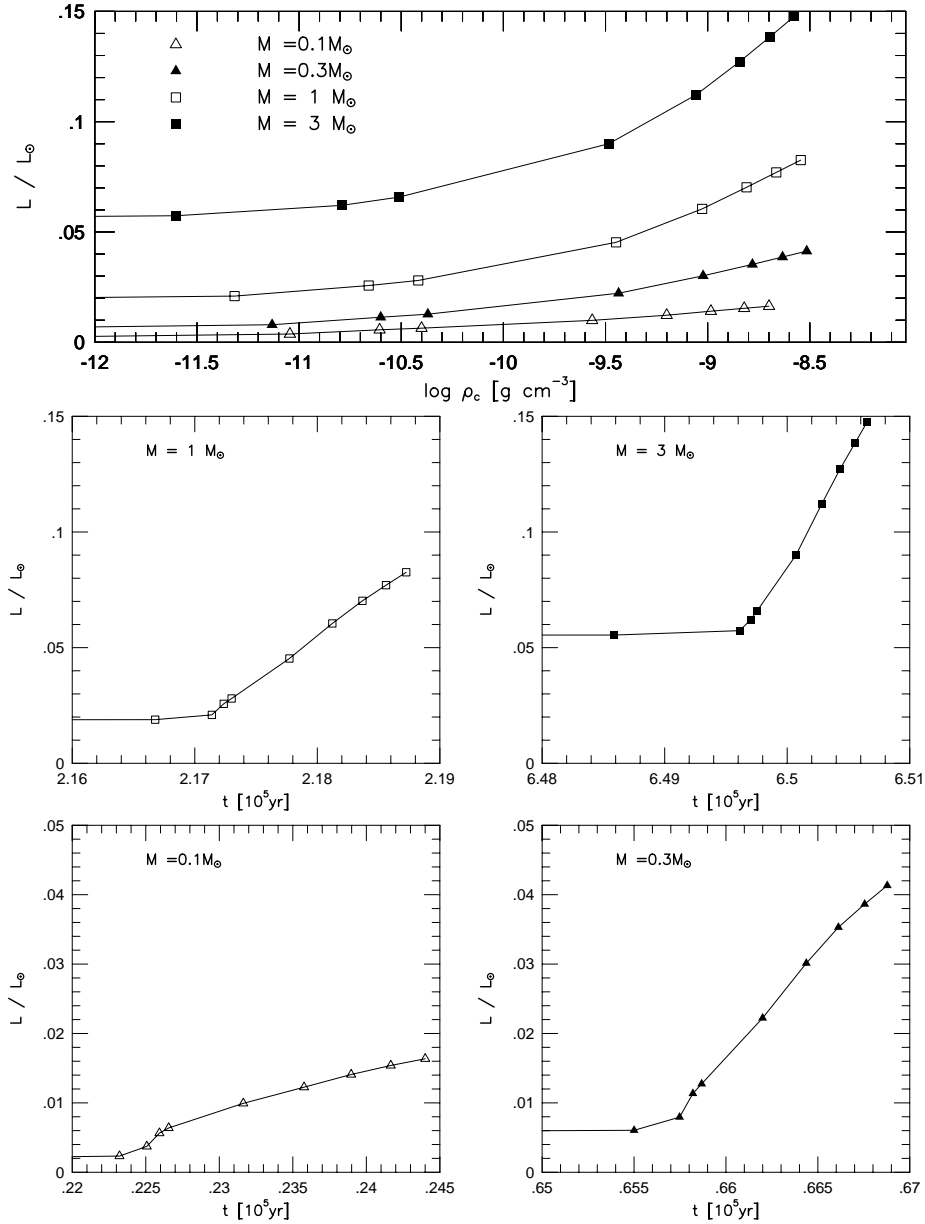 .15
.1
.05
0
L / L☉
M =0.1M☉
M =0.3M☉
M = 1 M☉
M = 3 M☉
-12 -11.5 -11 -10.5 -10 -9.5 -9 -8.5
log ρc [g cm⁻³]
.15
.1
.05
0
L / L☉
M = 1 M☉
2.16 2.17 2.18 2.19
t [10⁵yr]
.15
.1
.05
0
L / L☉
M = 3 M☉
6.48 6.49 6.5 6.51
t [10⁵yr]
.05
.04
.03
.02
.01
0
L / L☉
M =0.1M☉
.22 .225 .23 .235 .24 .245
t [10⁵yr]
.05
.04
.03
.02
.01
0
L / L☉
M =0.3M☉
.65 .655 .66 .665 .67
t [10⁵yr]